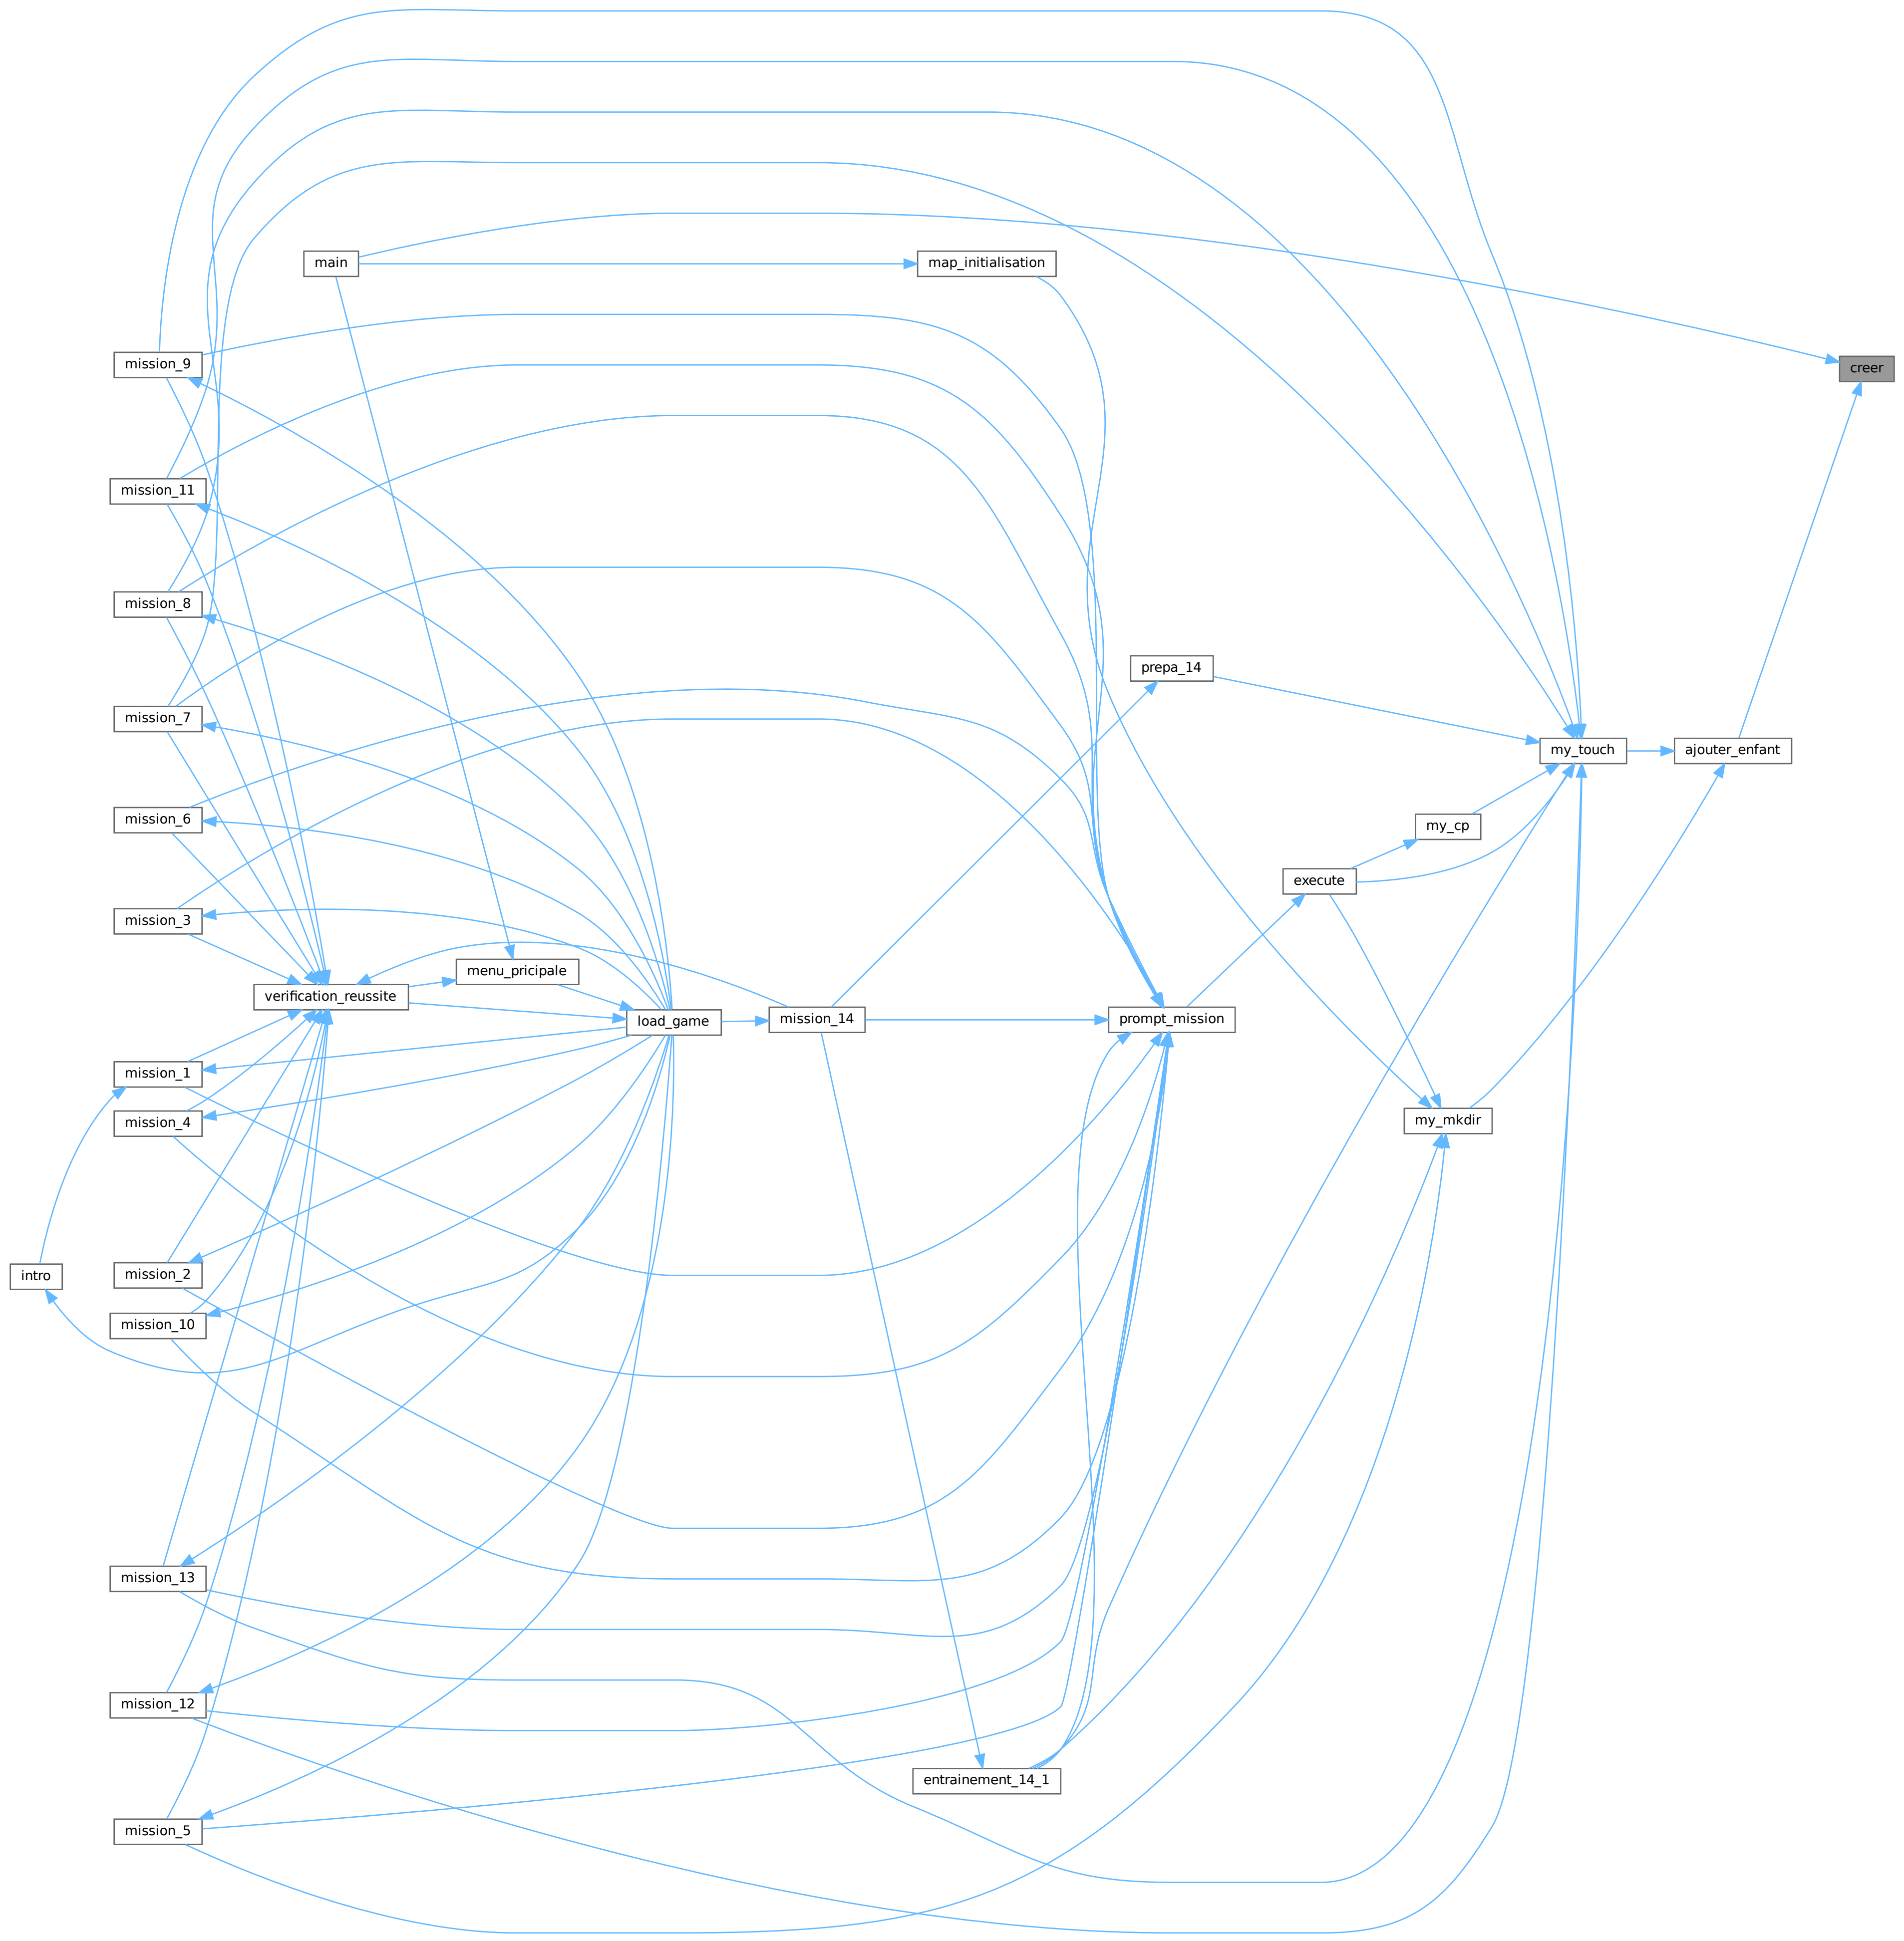 main
map_initialisation
mission_9
creer
mission_11
mission_8
prepa_14
mission_7
my_touch
ajouter_enfant
mission_6
my_cp
execute
mission_3
menu_pricipale
verification_reussite
load_game
mission_14
prompt_mission
mission_1
mission_4
my_mkdir
mission_2
intro
mission_10
mission_13
mission_12
entrainement_14_1
mission_5